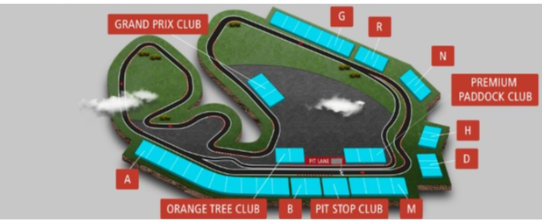 G
GRAND PRIX CLUB
R
N
PREMIUM
PADDOCK CLUB
H
PIT LANE
D
A
ORANGE TREE CLUB
B
PIT STOP CLUB
M